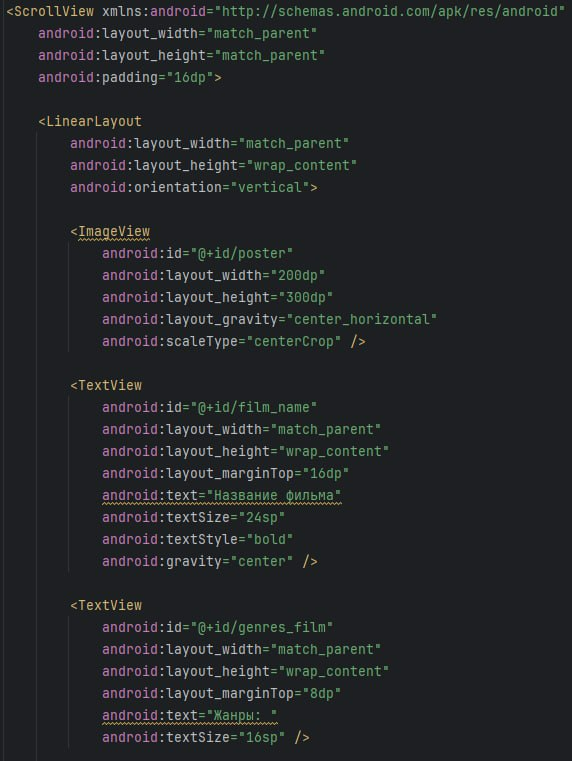 <ScrollView xmlns:android="http://schemas.android.com/apk/res/android"
    android:layout_width="match_parent"
    android:layout_height="match_parent"
    android:padding="16dp">

    <LinearLayout
        android:layout_width="match_parent"
        android:layout_height="wrap_content"
        android:orientation="vertical">

        <ImageView
            android:id="@+id/poster"
            android:layout_width="200dp"
            android:layout_height="300dp"
            android:layout_gravity="center_horizontal"
            android:scaleType="centerCrop" />

        <TextView
            android:id="@+id/film_name"
            android:layout_width="match_parent"
            android:layout_height="wrap_content"
            android:layout_marginTop="16dp"
            android:text="Название фильма"
            android:textSize="24sp"
            android:textStyle="bold"
            android:gravity="center" />

        <TextView
            android:id="@+id/genres_film"
            android:layout_width="match_parent"
            android:layout_height="wrap_content"
            android:layout_marginTop="8dp"
            android:text="Жанры: "
            android:textSize="16sp" />